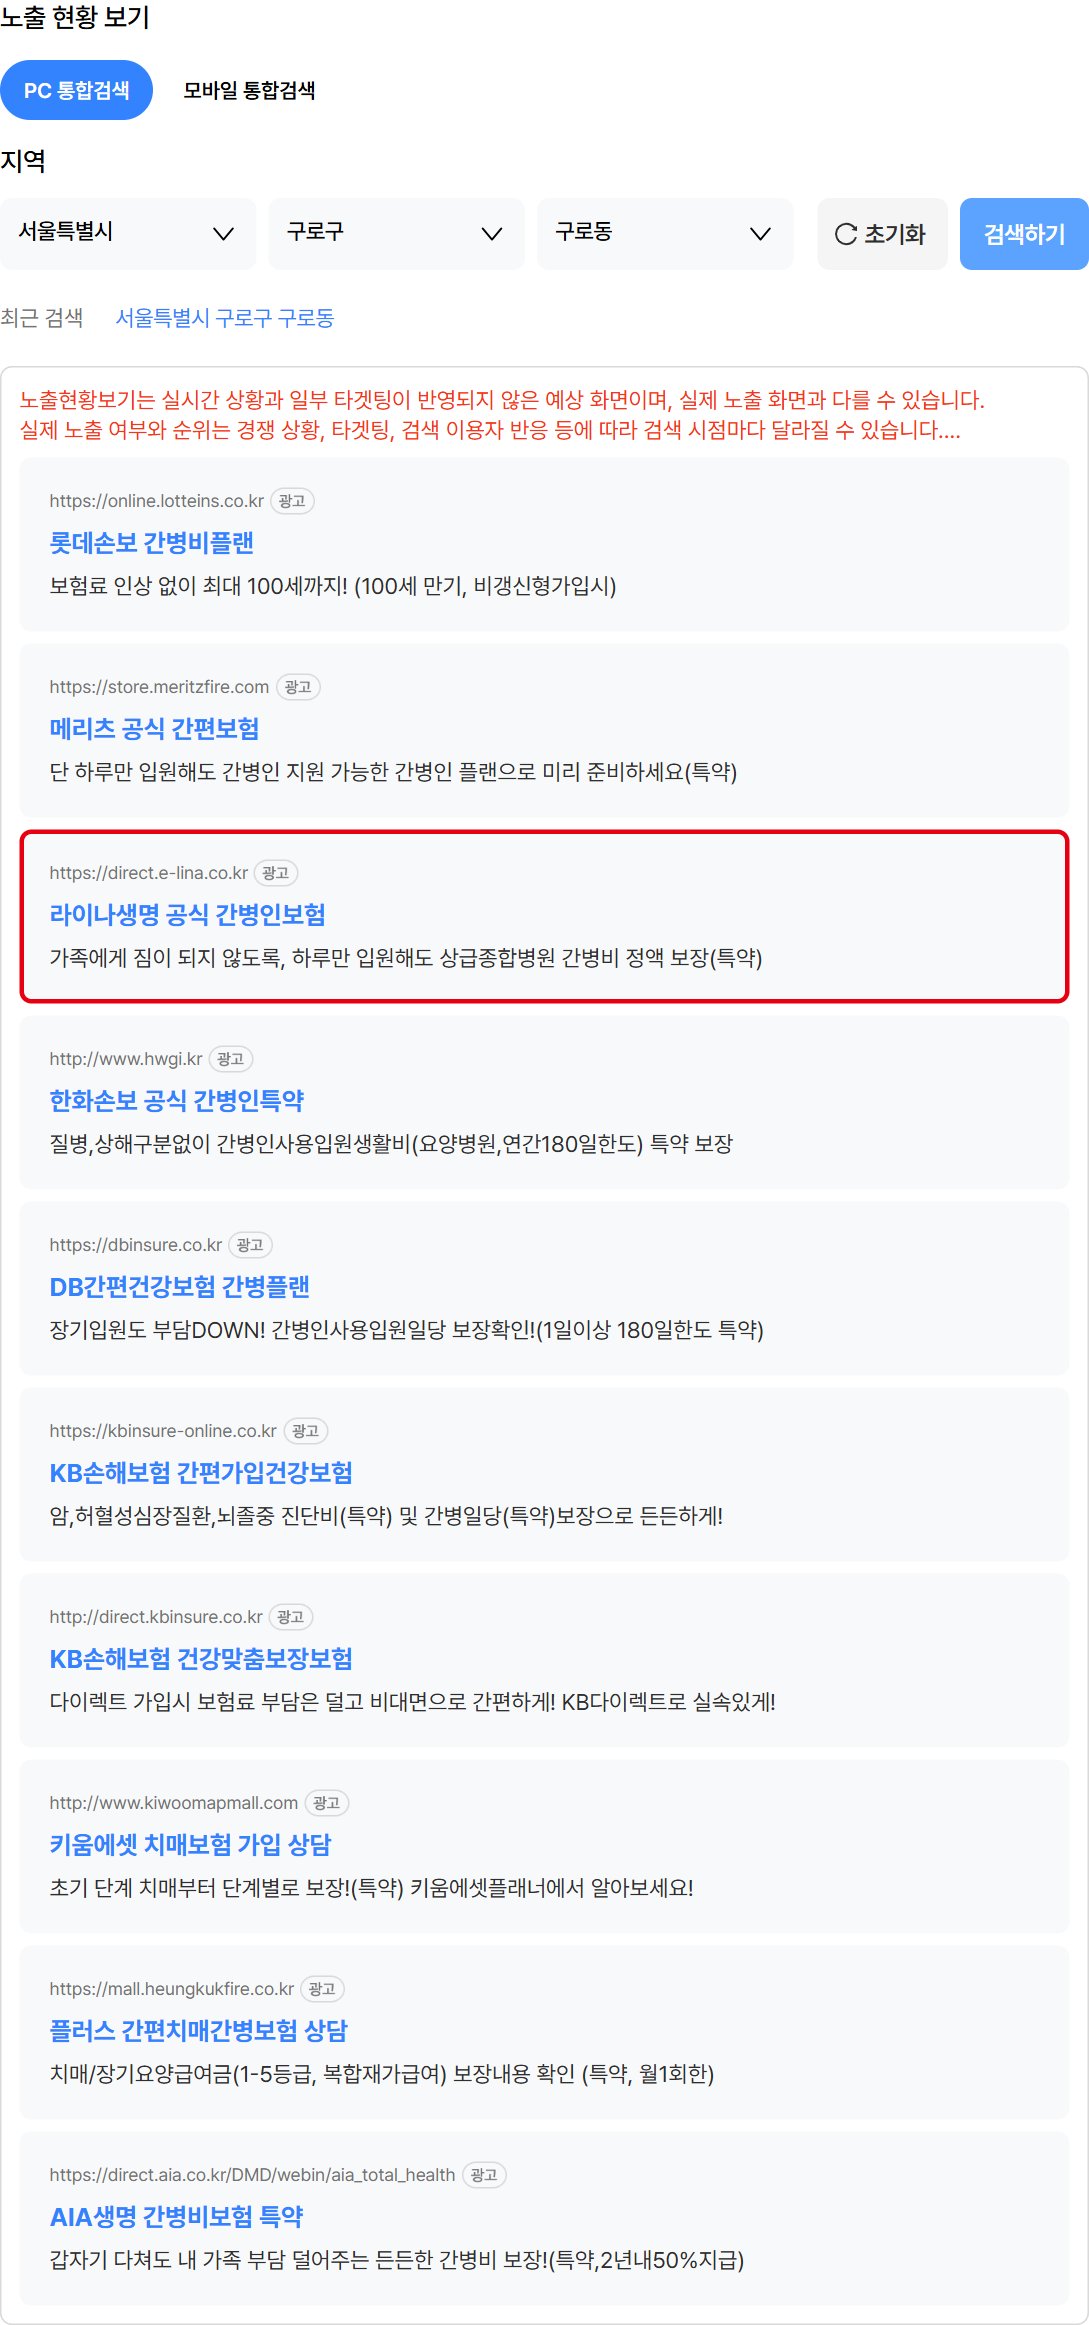 노출 현황 보기
PC 통합검색 모바일 통합검색
지역
서울특별시 구로구 구로동 초기화 검색하기
최근 검색 서울특별시 구로구 구로동
노출현황보기는 실시간 상황과 일부 타겟팅이 반영되지 않은 예상 화면이며, 실제 노출 화면과 다를 수 있습니다.
실제 노출 여부와 순위는 경쟁 상황, 타겟팅, 검색 이용자 반응 등에 따라 검색 시점마다 달라질 수 있습니다....
https://online.lotteins.co.kr 광고
롯데손보 간병비플랜
보험료 인상 없이 최대 100세까지! (100세 만기, 비갱신형가입시)
https://store.meritzfire.com 광고
메리츠 공식 간편보험
단 하루만 입원해도 간병인 지원 가능한 간병인 플랜으로 미리 준비하세요(특약)
https://direct.e-lina.co.kr 광고
라이나생명 공식 간병인보험
가족에게 짐이 되지 않도록, 하루만 입원해도 상급종합병원 간병비 정액 보장(특약)
http://www.hwgi.kr 광고
한화손보 공식 간병인특약
질병,상해구분없이 간병인사용입원생활비(요양병원,연간180일한도) 특약 보장
https://dbinsure.co.kr 광고
DB간편건강보험 간병플랜
장기입원도 부담DOWN! 간병인사용입원일당 보장확인!(1일이상 180일한도 특약)
https://kbinsure-online.co.kr 광고
KB손해보험 간편가입건강보험
암,허혈성심장질환,뇌졸중 진단비(특약) 및 간병일당(특약)보장으로 든든하게!
http://direct.kbinsure.co.kr 광고
KB손해보험 건강맞춤보장보험
다이렉트 가입시 보험료 부담은 덜고 비대면으로 간편하게! KB다이렉트로 실속있게!
http://www.kiwoomapmall.com 광고
키움에셋 치매보험 가입 상담
초기 단계 치매부터 단계별로 보장!(특약) 키움에셋플래너에서 알아보세요!
https://mall.heungkukfire.co.kr 광고
플러스 간편치매간병보험 상담
치매/장기요양급여금(1-5등급, 복합재가급여) 보장내용 확인 (특약, 월1회한)
https://direct.aia.co.kr/DMD/webin/aia_total_health 광고
AIA생명 간병비보험 특약
갑자기 다쳐도 내 가족 부담 덜어주는 든든한 간병비 보장!(특약,2년내50%지급)